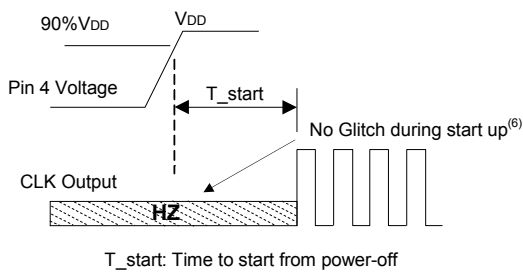 90%VDD
VDD
Pin 4 Voltage
T_start
No Glitch during start up(6)
CLK Output
HZ
T_start: Time to start from power-off